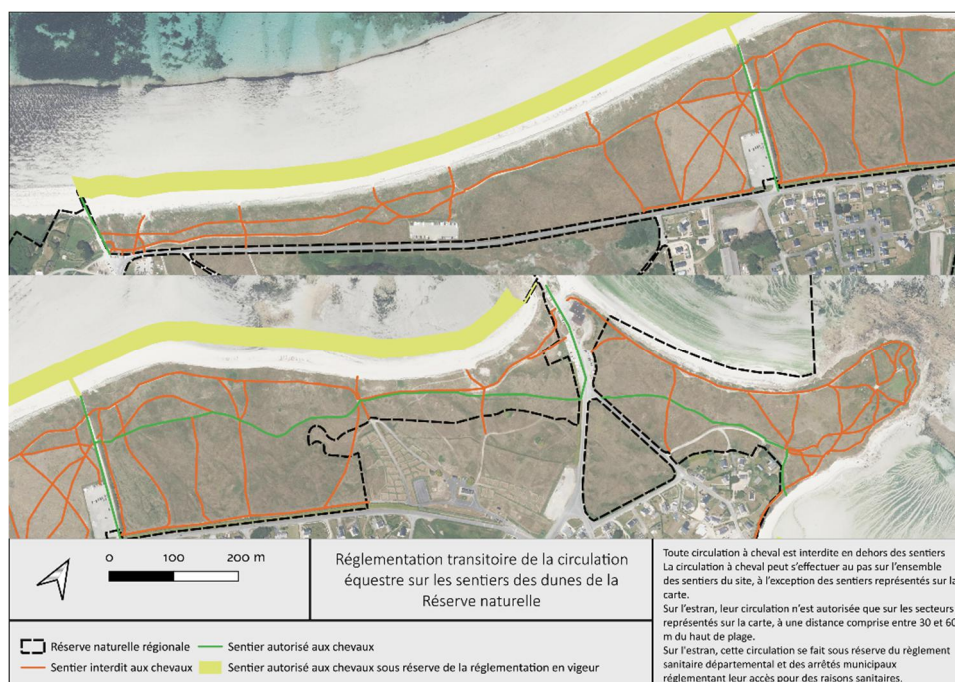 0 100 200 m
Réglementation transitoire de la circulation
équestre sur les sentiers des dunes de la
Réserve naturelle
Réserve naturelle régionale
Sentier autorisé aux chevaux
Sentier interdit aux chevaux
Sentier autorisé aux chevaux sous réserve de la réglementation en vigueur
Toute circulation à cheval est interdite en dehors des sentiers
La circulation à cheval peut s'effectuer au pas sur l'ensemble
des sentiers du site, à l'exception des sentiers représentés sur la
carte.
Sur l'estran, leur circulation n'est autorisée que sur les secteurs
représentés sur la carte, à une distance comprise entre 30 et 60
m du haut de plage.
Sur l'estran, cette circulation se fait sous réserve du règlement
sanitaire départemental et des arrêtés municipaux
réglementant leur accès pour des raisons sanitaires.